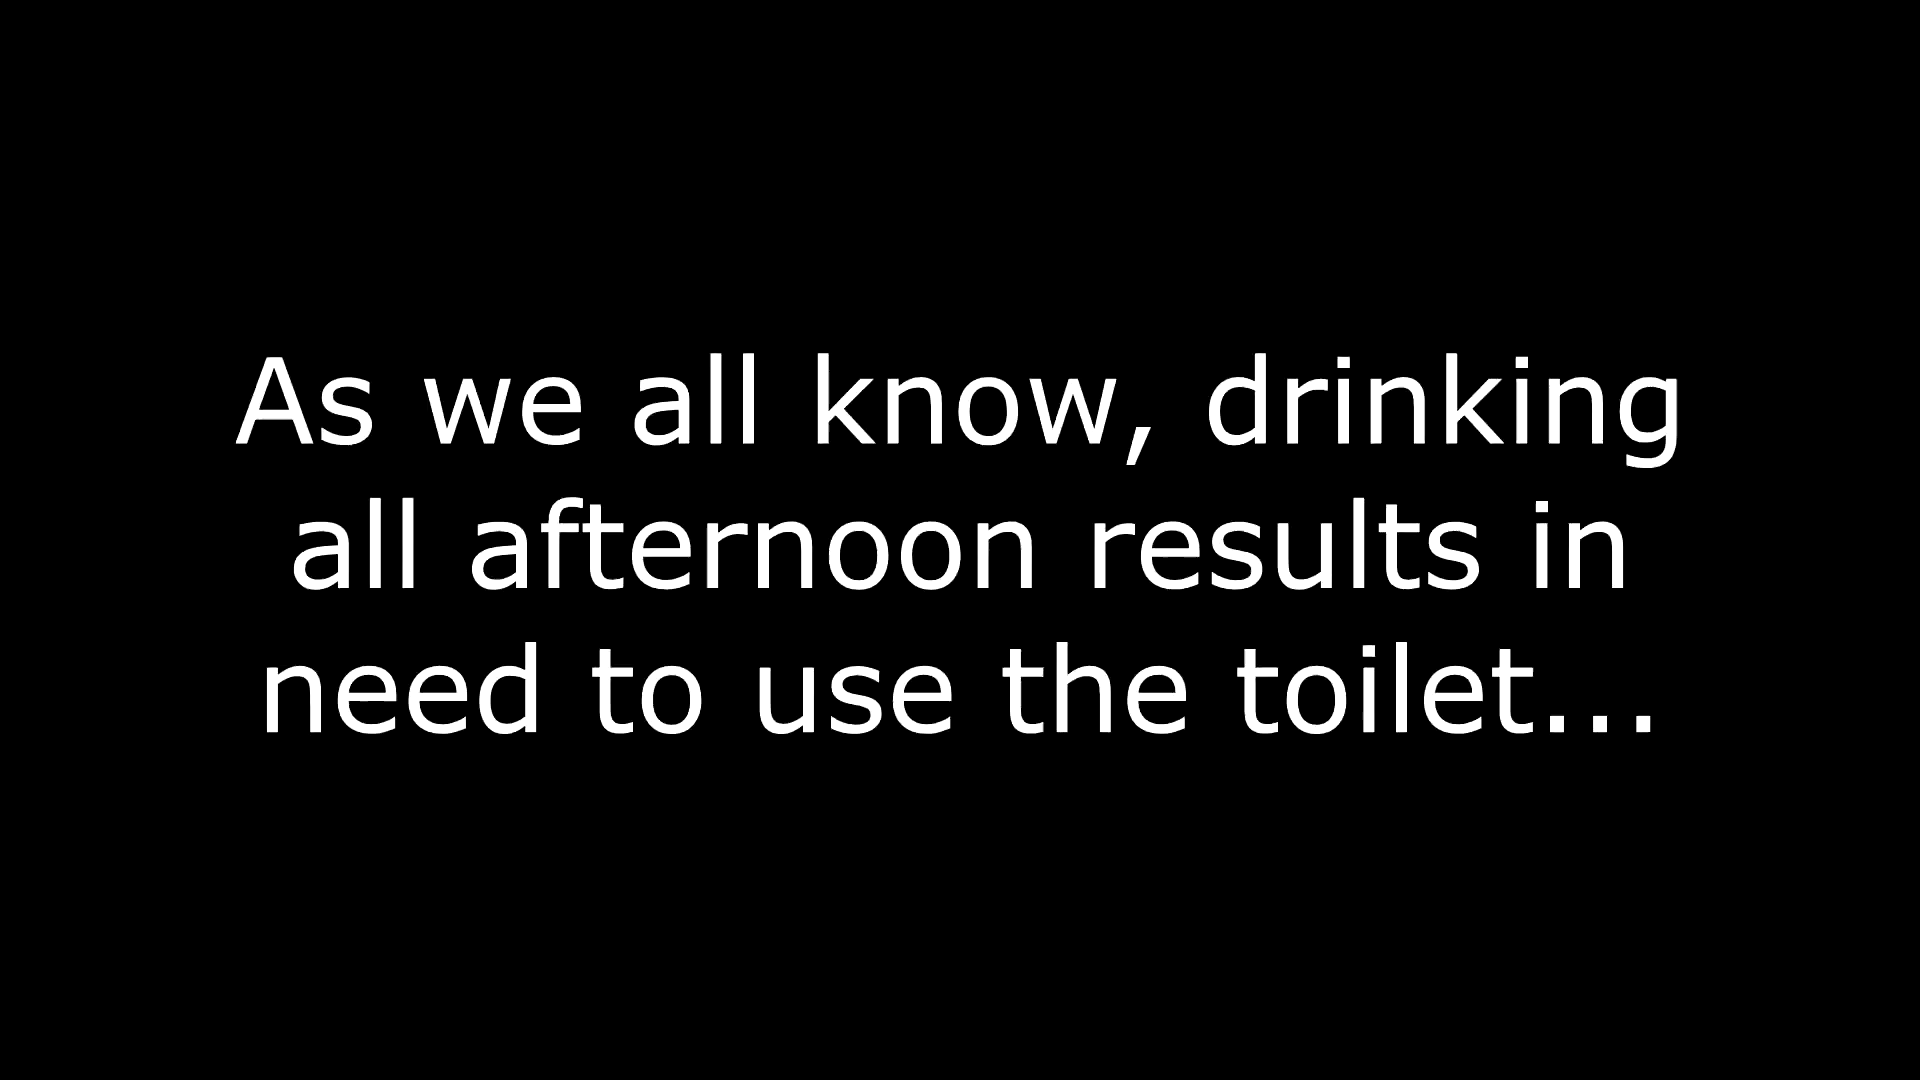 As we all know, drinking
all afternoon results in
need to use the toilet...